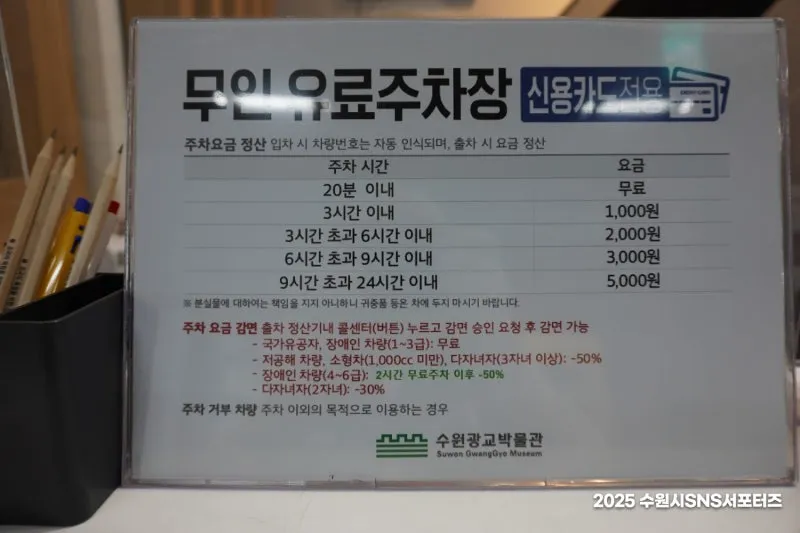 무인 유료주차장 신용카드전용
주차요금 정산 입차 시 차량번호는 자동 인식되며, 출차 시 요금 정산
주차 시간 요금
20분 이내 무료
3시간 이내 1,000원
3시간 초과 6시간 이내 2,000원
6시간 초과 9시간 이내 3,000원
9시간 초과 24시간 이내 5,000원
※ 분실물에 대하여는 책임을 지지 아니하니 귀중품 등은 차에 두지 마시기 바랍니다.
주차 요금 감면 출차 정산기내 콜센터(버튼) 누르고 감면 승인 요청 후 감면 가능
- 국가유공자, 장애인 차량(1~3급): 무료
- 저공해 차량, 소형차(1,000cc 미만), 다자녀자(3자녀 이상): -50%
- 장애인 차량(4~6급): 2시간 무료주차 이후 -50%
- 다자녀자(2자녀): -30%
주차 거부 차량 주차 이외의 목적으로 이용하는 경우
수원광교박물관
Suwon GwangGyo Museum
2025 수원시SNS서포터즈